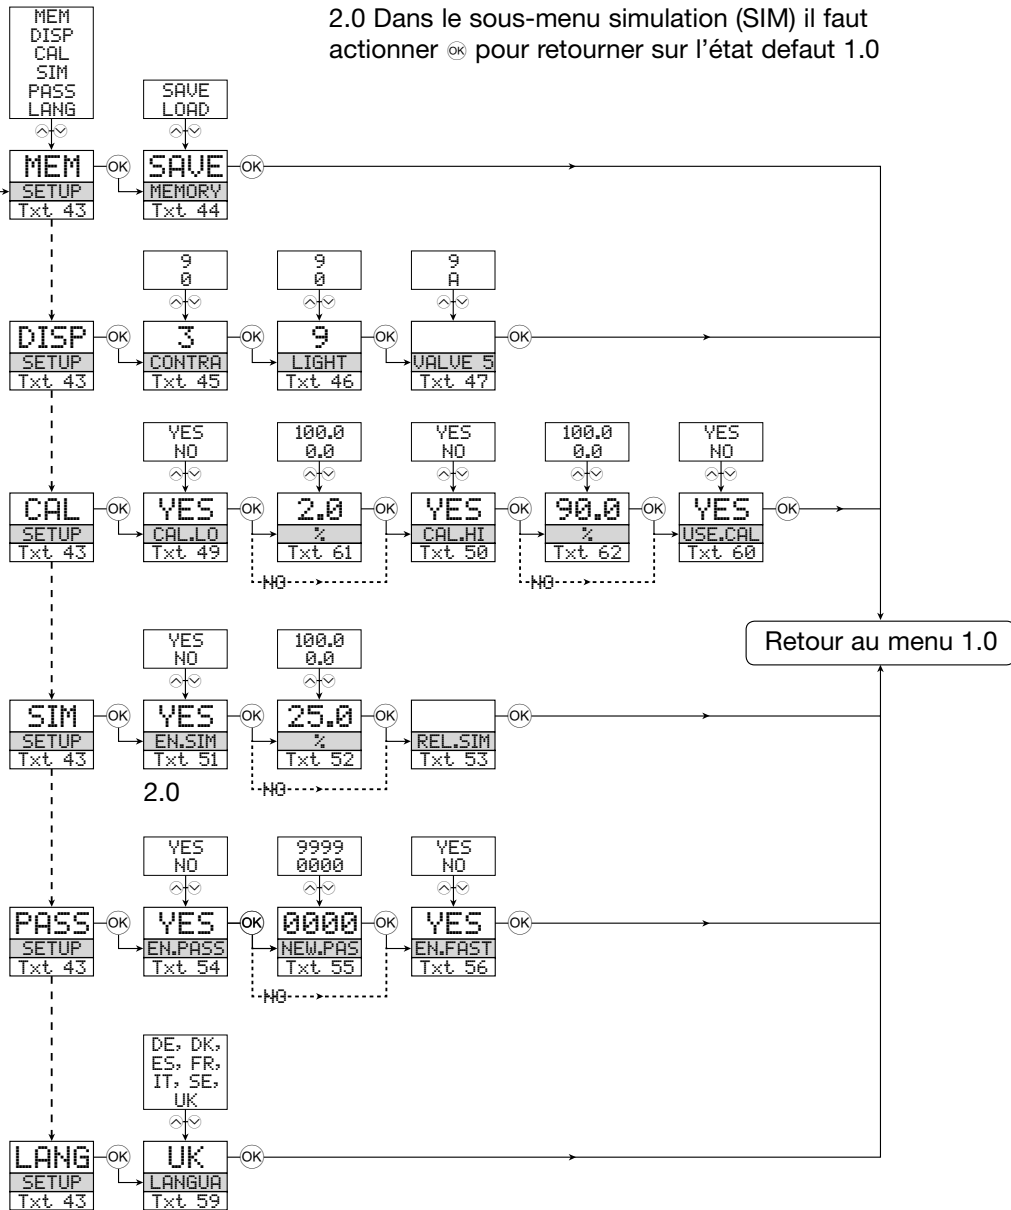 MEM
DISP
CAL
SIM
PASS
LANG
2.0 Dans le sous-menu simulation (SIM) il faut
actionner OK pour retourner sur l'état defaut 1.0
SAVE
LOAD
MEM
SETUP
Txt 43
OK
SAVE
MEMORY
Txt 44
OK
9
0
9
0
9
A
DISP
SETUP
Txt 43
OK
3
CONTRA
Txt 45
OK
9
LIGHT
Txt 46
OK
VALVE 5
Txt 47
OK
YES
NO
100.0
0.0
YES
NO
100.0
0.0
YES
NO
CAL
SETUP
Txt 43
OK
YES
CAL.LO
Txt 49
OK
2.0
%
Txt 61
OK
YES
CAL.HI
Txt 50
OK
90.0
%
Txt 62
OK
YES
USE.CAL
Txt 60
OK
NO
NO
Retour au menu 1.0
YES
NO
100.0
0.0
SIM
SETUP
Txt 43
OK
YES
EN.SIM
Txt 51
OK
25.0
%
Txt 52
OK
REL.SIM
Txt 53
OK
2.0
NO
YES
NO
9999
0000
YES
NO
PASS
SETUP
Txt 43
OK
YES
EN.PASS
Txt 54
OK
0000
NEW.PAS
Txt 55
OK
YES
EN.FAST
Txt 56
OK
NO
DE, DK,
ES, FR,
IT, SE,
UK
LANG
SETUP
Txt 43
OK
UK
LANGUA
Txt 59
OK